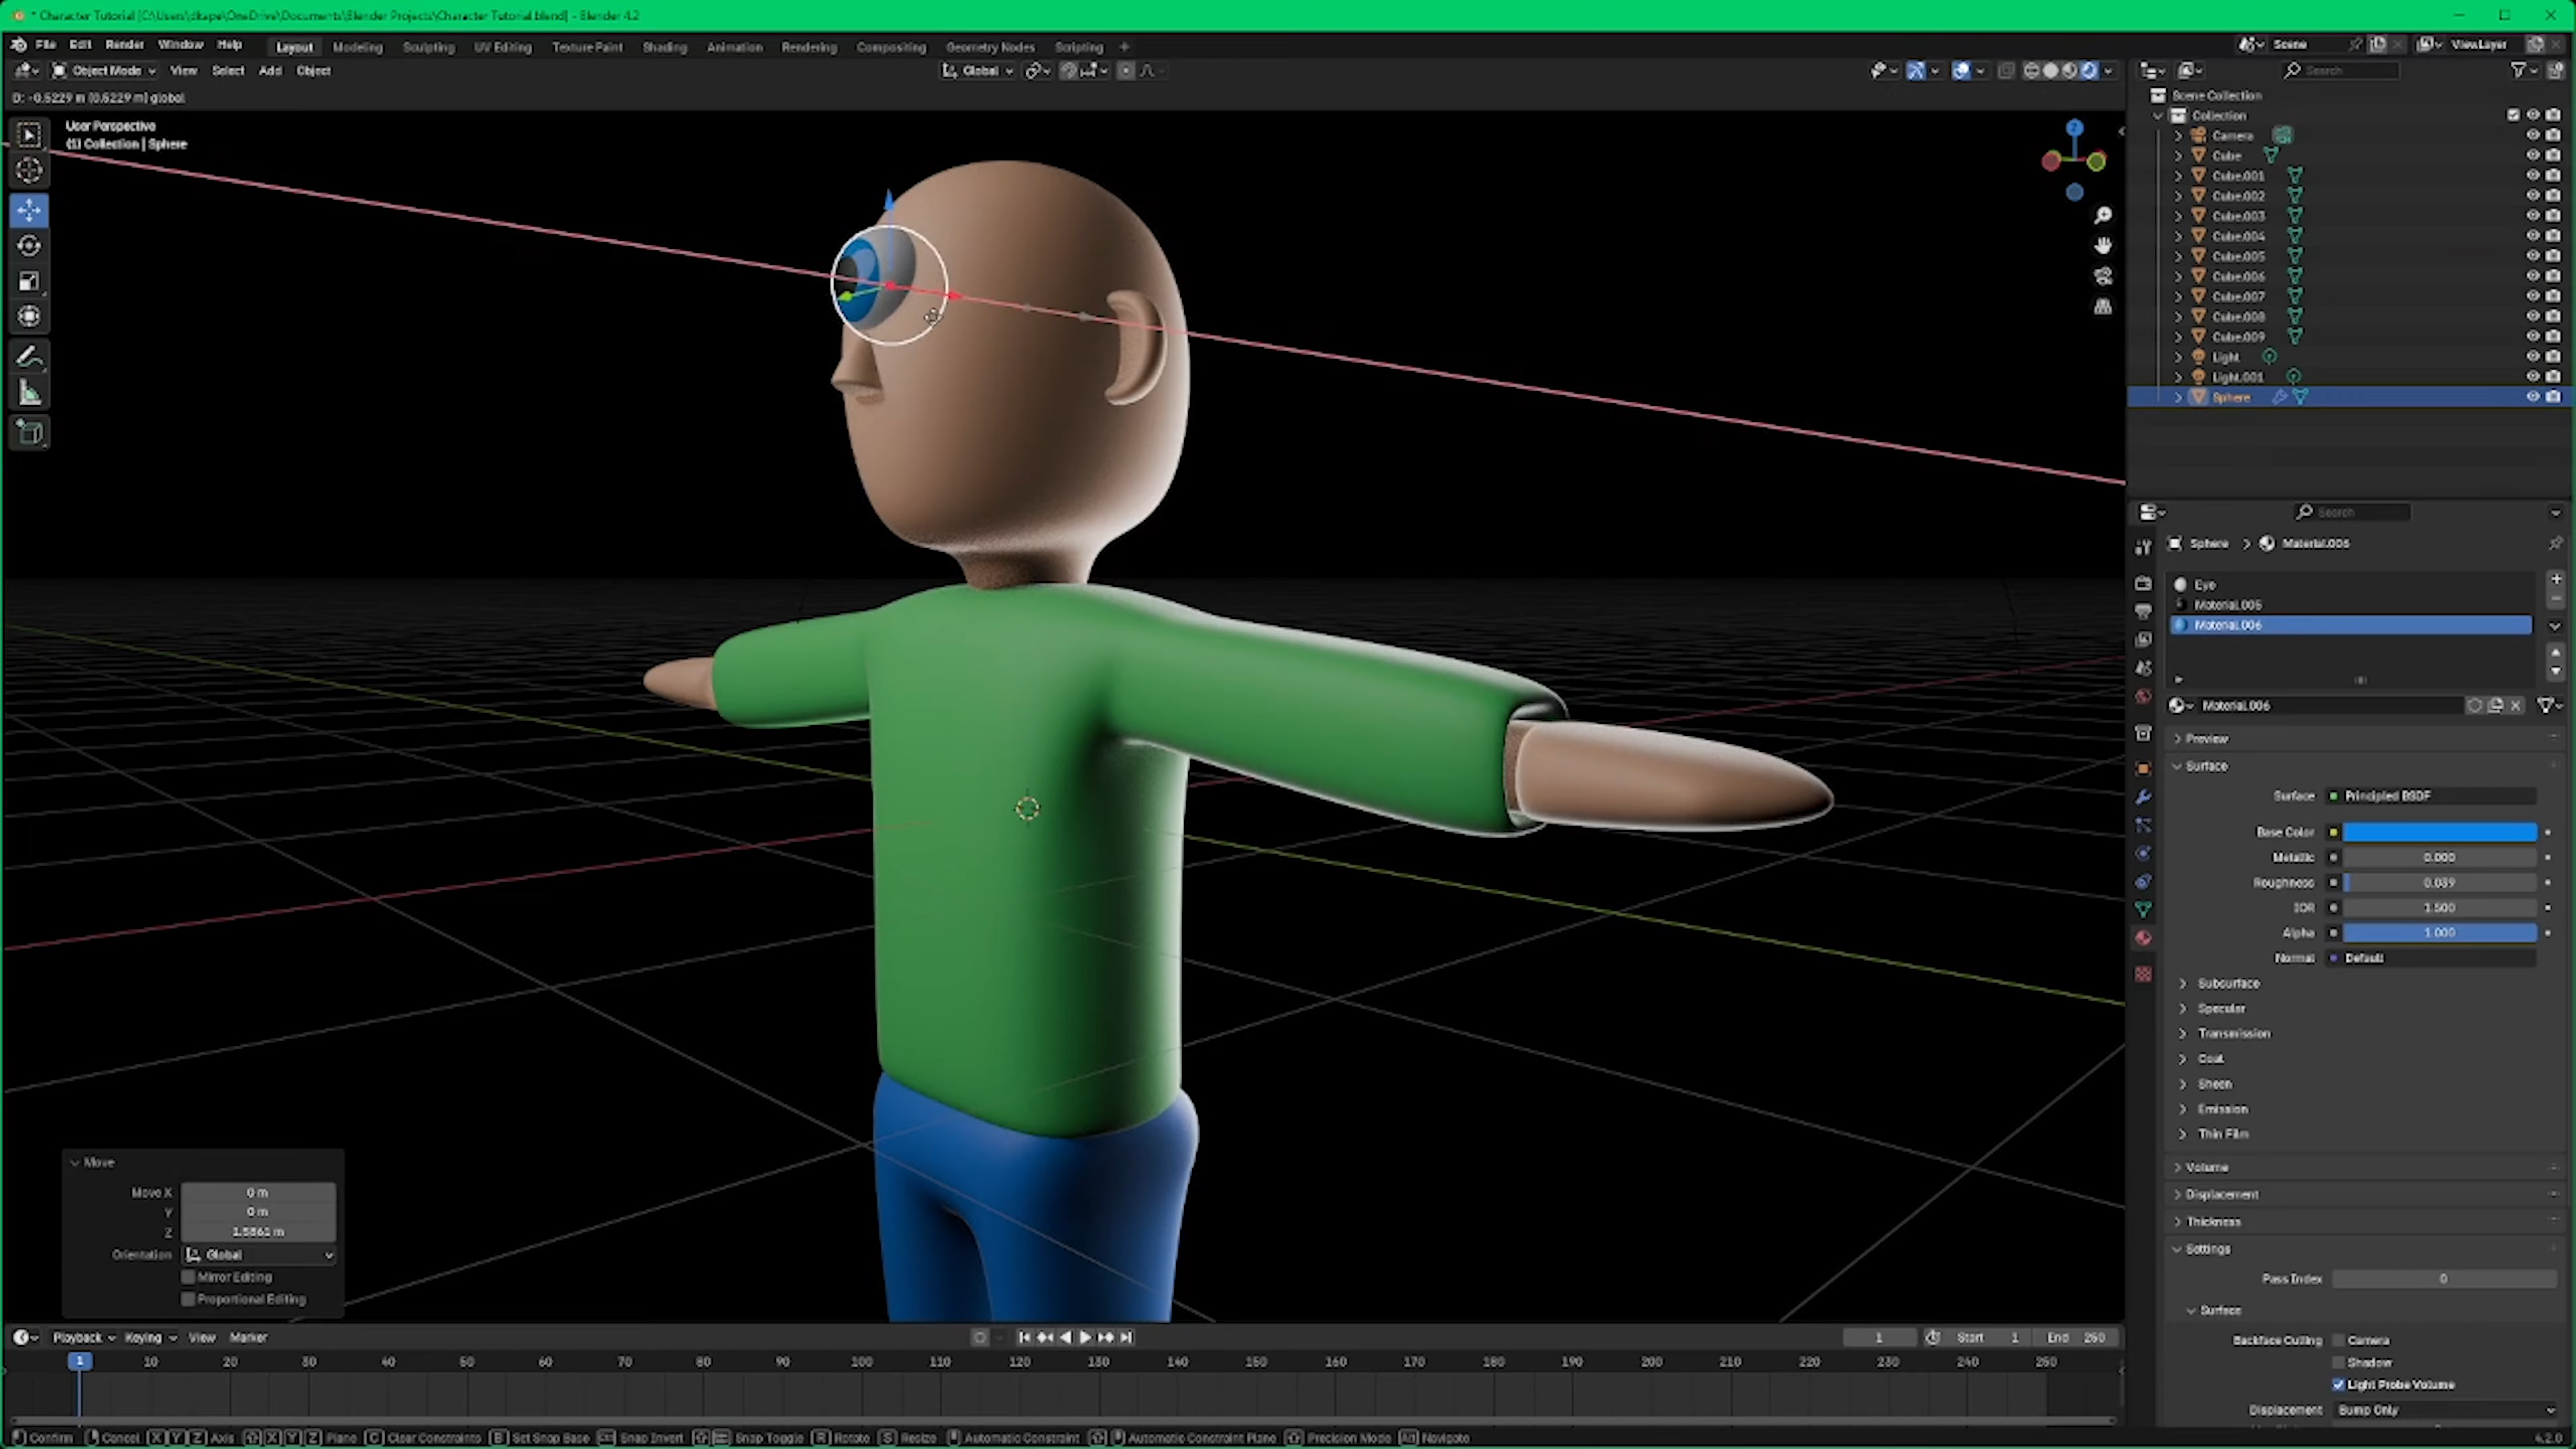 * Character Tutorial [C:\Users\dkape\OneDrive\Documents\Blender Projects\Character Tutorial.blend] - Blender 4.2
File Edit Render Window Help Layout Modeling Sculpting UV Editing Texture Paint Shading Animation Rendering Compositing Geometry Nodes Scripting + Scene ViewLayer
Object Mode View Select Add Object Global Search
D: -0.5229 m (0.5229 m) global
User Perspective
(1) Collection | Sphere
Z
Scene Collection
Collection
Camera
Cube
Cube.001
Cube.002
Cube.003
Cube.004
Cube.005
Cube.006
Cube.007
Cube.008
Cube.009
Light
Light.001
Sphere
Search
Sphere > Material.006
Eye
Material.005
Material.006
Material.006
Preview
Surface
Surface Principled BSDF
Base Color
Metallic 0.000
Roughness 0.039
IOR 1.500
Alpha 1.000
Normal Default
Subsurface
Specular
Transmission
Coat
Sheen
Emission
Thin Film
Volume
Displacement
Thickness
Settings
Pass Index 0
Surface
Backface Culling Camera
Shadow
Light Probe Volume
Displacement Bump Only
Move
Move X 0 m
Y 0 m
Z 1.5861 m
Orientation Global
Mirror Editing
Proportional Editing
Playback Keying View Marker 1 Start 1 End 250
1 10 20 30 40 50 60 70 80 90 100 110 120 130 140 150 160 170 180 190 200 210 220 230 240 250
Confirm Cancel X Y Z Axis X Y Z Plane C Clear Constraints B Set Snap Base Snap Invert Snap Toggle R Rotate S Resize Automatic Constraint Automatic Constraint Plane Precision Mode Alt Navigate 4.2.0